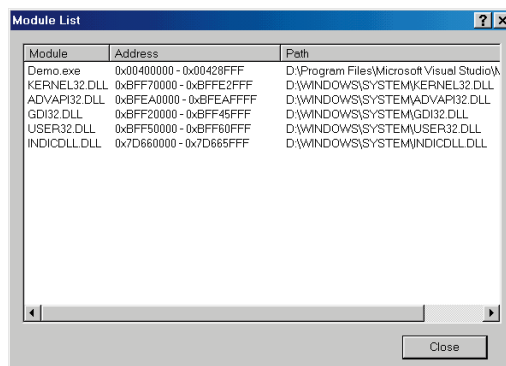 Module List
Module Address Path
Demo.exe 0x00400000 - 0x00428FFF D:\Program Files\Microsoft Visual Studio\
KERNEL32.DLL 0xBFF70000 - 0xBFFE2FFF D:\WINDOWS\SYSTEM\KERNEL32.DLL
ADVAPI32.DLL 0xBFEA0000 - 0xBFEAFFFF D:\WINDOWS\SYSTEM\ADVAPI32.DLL
GDI32.DLL 0xBFF20000 - 0xBFF45FFF D:\WINDOWS\SYSTEM\GDI32.DLL
USER32.DLL 0xBFF50000 - 0xBFF60FFF D:\WINDOWS\SYSTEM\USER32.DLL
INDICDLL.DLL 0x7D660000 - 0x7D665FFF D:\WINDOWS\SYSTEM\INDICDLL.DLL
Close